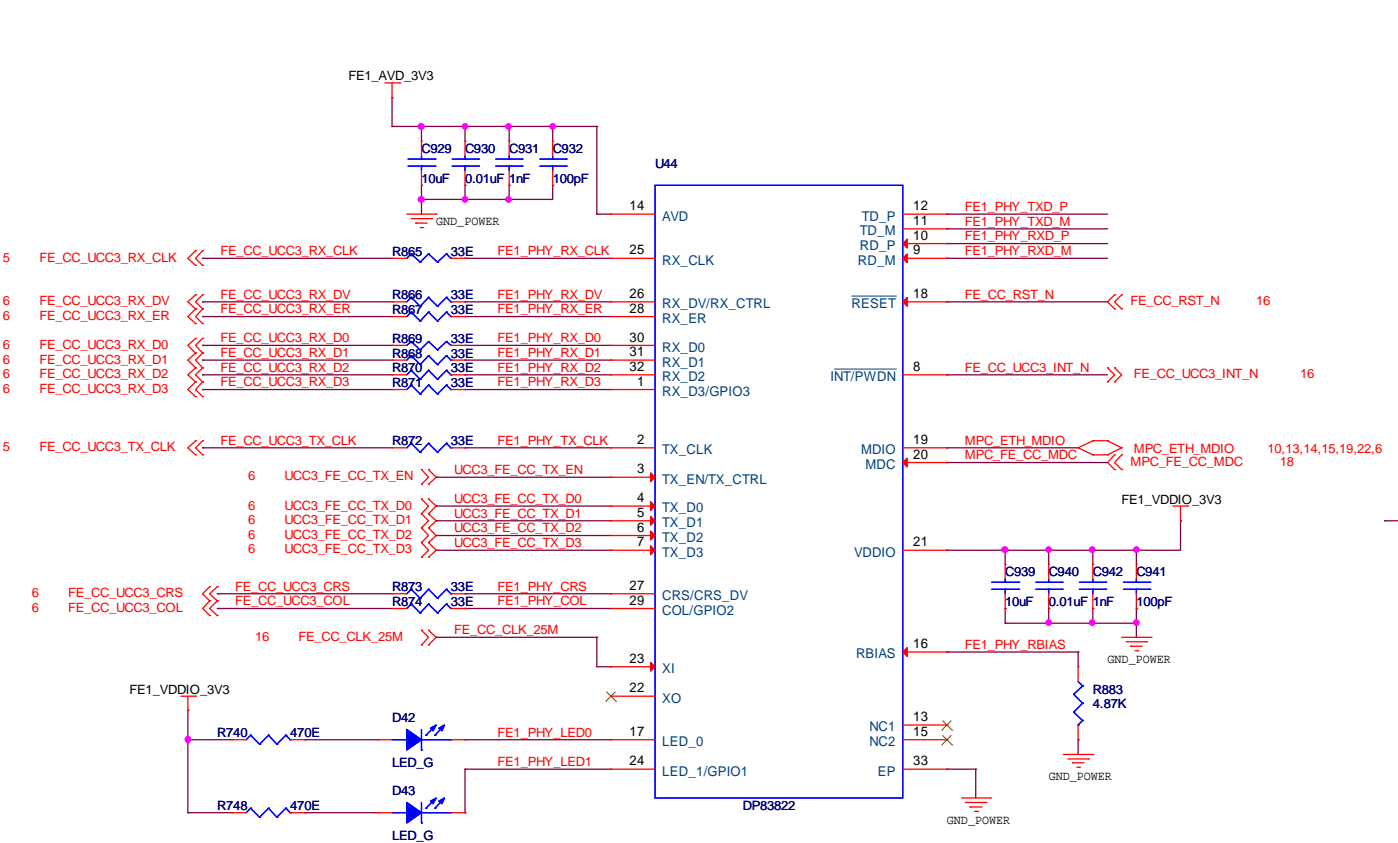 FE1_AVD_3V3
C929 C930 C931 C932
10uF 0.01uF 1nF 100pF
GND_POWER
U44
14 AVD
TD_P 12 FE1_PHY_TXD_P
TD_M 11 FE1_PHY_TXD_M
RD_P 10 FE1_PHY_RXD_P
RD_M 9 FE1_PHY_RXD_M
5 FE_CC_UCC3_RX_CLK FE_CC_UCC3_RX_CLK R865 33E FE1_PHY_RX_CLK 25 RX_CLK
6 FE_CC_UCC3_RX_DV FE_CC_UCC3_RX_DV R866 33E FE1_PHY_RX_DV 26 RX_DV/RX_CTRL
RESET 18 FE_CC_RST_N FE_CC_RST_N 16
6 FE_CC_UCC3_RX_ER FE_CC_UCC3_RX_ER R867 33E FE1_PHY_RX_ER 28 RX_ER
6 FE_CC_UCC3_RX_D0 FE_CC_UCC3_RX_D0 R869 33E FE1_PHY_RX_D0 30 RX_D0
6 FE_CC_UCC3_RX_D1 FE_CC_UCC3_RX_D1 R868 33E FE1_PHY_RX_D1 31 RX_D1
6 FE_CC_UCC3_RX_D2 FE_CC_UCC3_RX_D2 R870 33E FE1_PHY_RX_D2 32 RX_D2
INT/PWDN 8 FE_CC_UCC3_INT_N FE_CC_UCC3_INT_N 16
6 FE_CC_UCC3_RX_D3 FE_CC_UCC3_RX_D3 R871 33E FE1_PHY_RX_D3 1 RX_D3/GPIO3
5 FE_CC_UCC3_TX_CLK FE_CC_UCC3_TX_CLK R872 33E FE1_PHY_TX_CLK 2 TX_CLK
MDIO 19 MPC_ETH_MDIO MPC_ETH_MDIO 10,13,14,15,19,22,6
MDC 20 MPC_FE_CC_MDC MPC_FE_CC_MDC 18
6 UCC3_FE_CC_TX_EN UCC3_FE_CC_TX_EN 3 TX_EN/TX_CTRL
6 UCC3_FE_CC_TX_D0 UCC3_FE_CC_TX_D0 4 TX_D0
6 UCC3_FE_CC_TX_D1 UCC3_FE_CC_TX_D1 5 TX_D1
6 UCC3_FE_CC_TX_D2 UCC3_FE_CC_TX_D2 6 TX_D2
6 UCC3_FE_CC_TX_D3 UCC3_FE_CC_TX_D3 7 TX_D3
FE1_VDDIO_3V3
VDDIO 21
C939 C940 C942 C941
10uF 0.01uF 1nF 100pF
GND_POWER
6 FE_CC_UCC3_CRS FE_CC_UCC3_CRS R873 33E FE1_PHY_CRS 27 CRS/CRS_DV
6 FE_CC_UCC3_COL FE_CC_UCC3_COL R874 33E FE1_PHY_COL 29 COL/GPIO2
16 FE_CC_CLK_25M FE_CC_CLK_25M 23 XI
RBIAS 16 FE1_PHY_RBIAS
R883
4.87K
GND_POWER
22 XO
FE1_VDDIO_3V3
R740 470E D42 LED_G FE1_PHY_LED0 17 LED_0
NC1 13
NC2 15
R748 470E D43 LED_G FE1_PHY_LED1 24 LED_1/GPIO1
EP 33
GND_POWER
DP83822